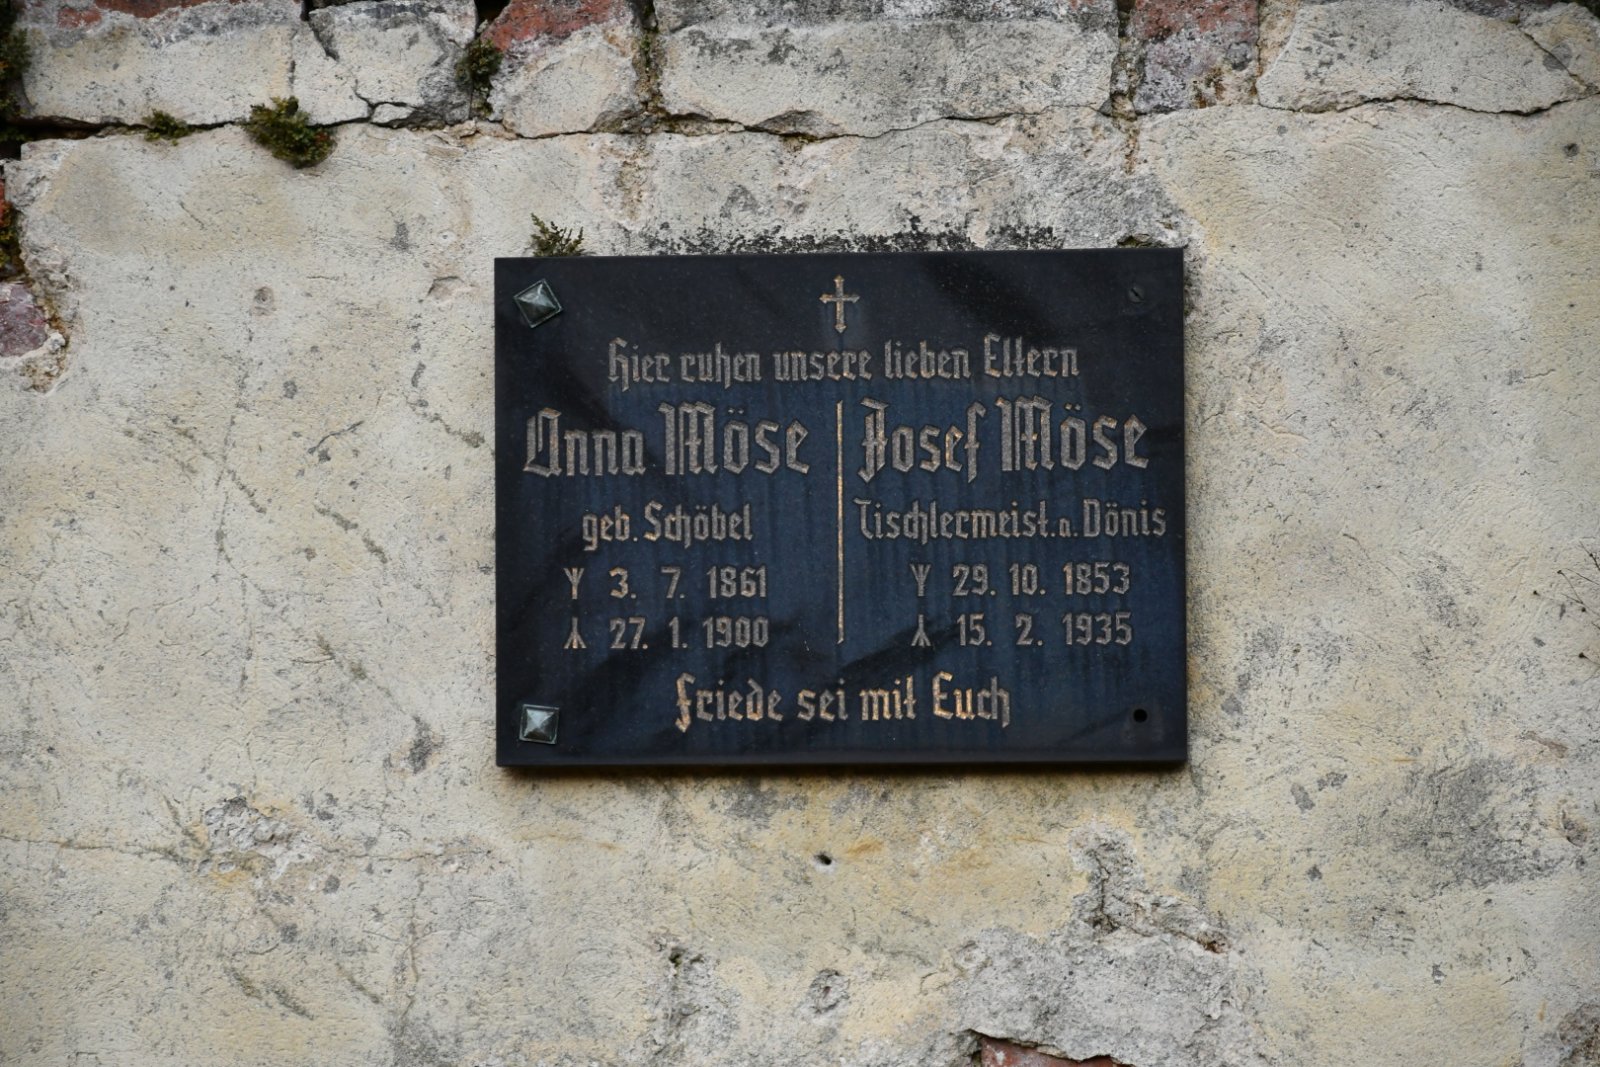 Hier ruhen unsere lieben Eltern
Anna Möse
geb. Schöbel
ᛉ 3. 7. 1861
ᛦ 27. 1. 1900
Josef Möse
Tischlermeist. a. Dönis
ᛉ 29. 10. 1853
ᛦ 15. 2. 1935
Friede sei mit Euch